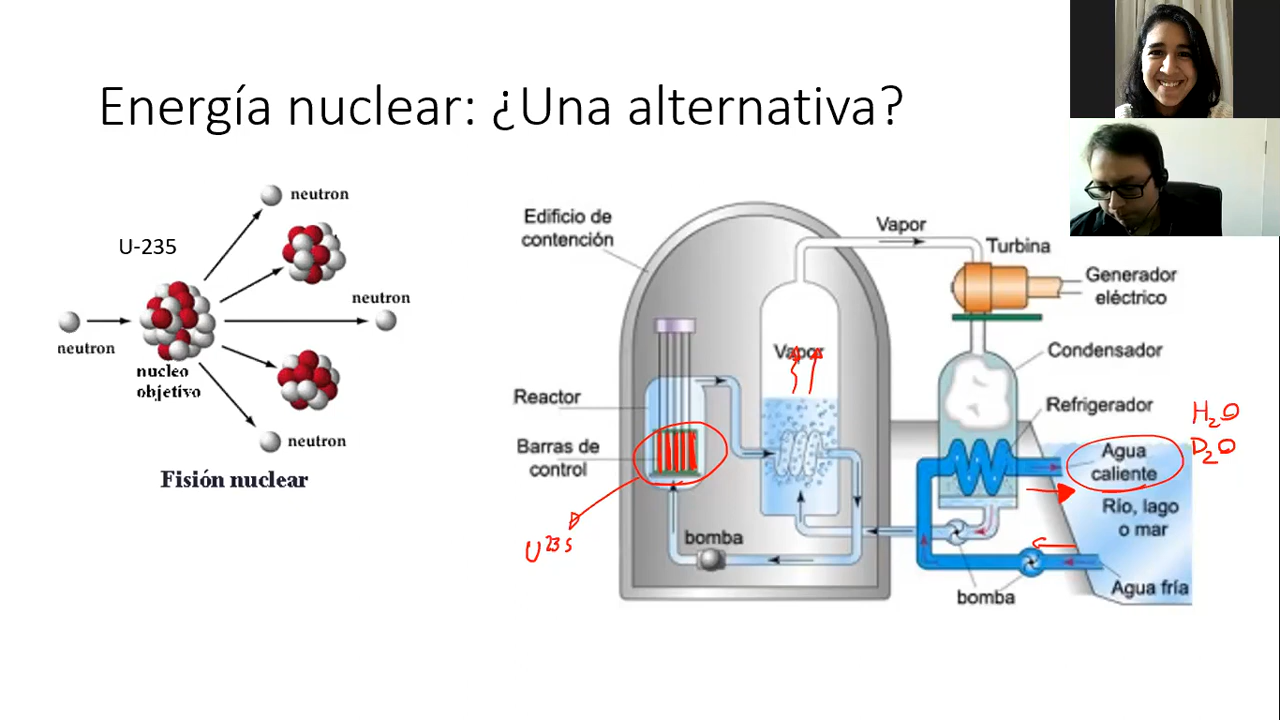 Energía nuclear: ¿Una alternativa?
neutron
U-235
neutron
neutron
nucleo
objetivo
neutron
Fisión nuclear
Edificio de
contención
Vapor
Turbina
Generador
eléctrico
Vapor
Condensador
Reactor
Refrigerador
Barras de
control
H2O
D2O
Agua
caliente
Río, lago
o mar
U235
bomba
bomba
Agua fría